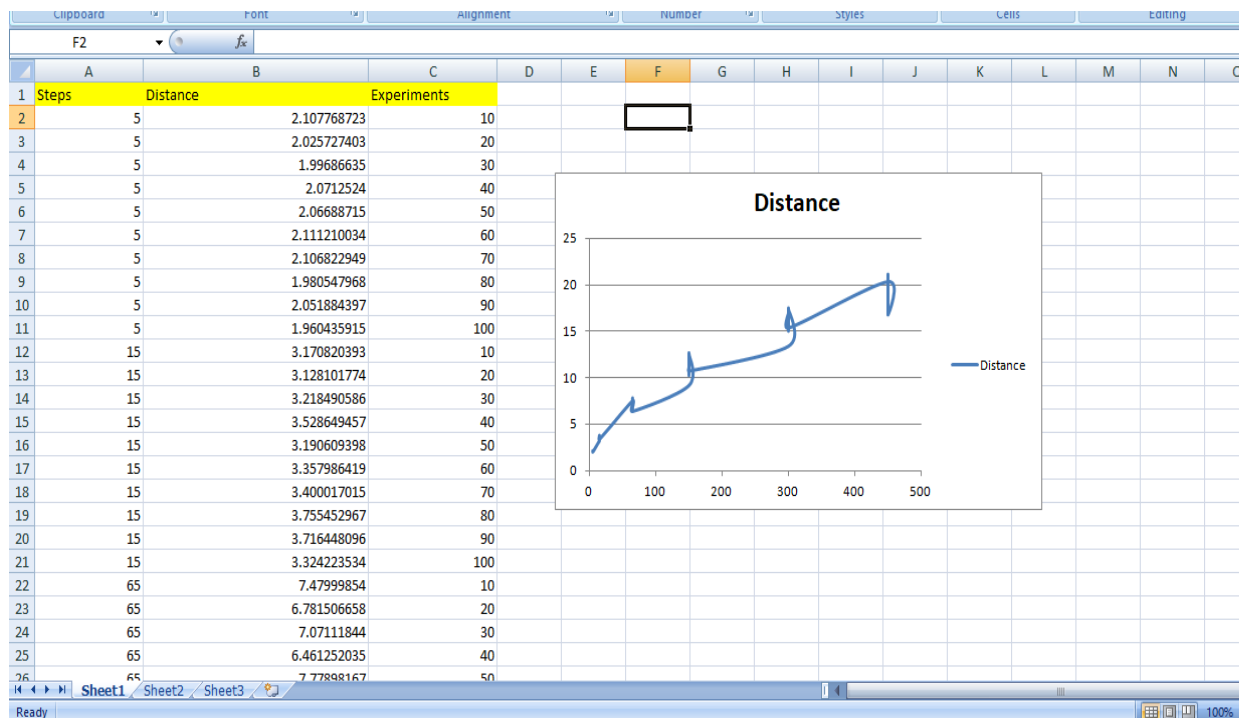 Clipboard Font Alignment Number Styles Cells Editing
F2 fx
A B C D E F G H I J K L M N
1 Steps Distance Experiments
2 5 2.107768723 10
3 5 2.025727403 20
4 5 1.99686635 30
5 5 2.0712524 40
6 5 2.06688715 50
7 5 2.111210034 60
8 5 2.106822949 70
9 5 1.980547968 80
10 5 2.051884397 90
11 5 1.960435915 100
12 15 3.170820393 10
13 15 3.128101774 20
14 15 3.218490586 30
15 15 3.528649457 40
16 15 3.190609398 50
17 15 3.357986419 60
18 15 3.400017015 70
19 15 3.755452967 80
20 15 3.716448096 90
21 15 3.324223534 100
22 65 7.47999854 10
23 65 6.781506658 20
24 65 7.07111844 30
25 65 6.461252035 40
26 65 7.77898167 50
Distance
25
20
15
10
5
0
0 100 200 300 400 500
Distance
Sheet1 Sheet2 Sheet3
Ready 100%